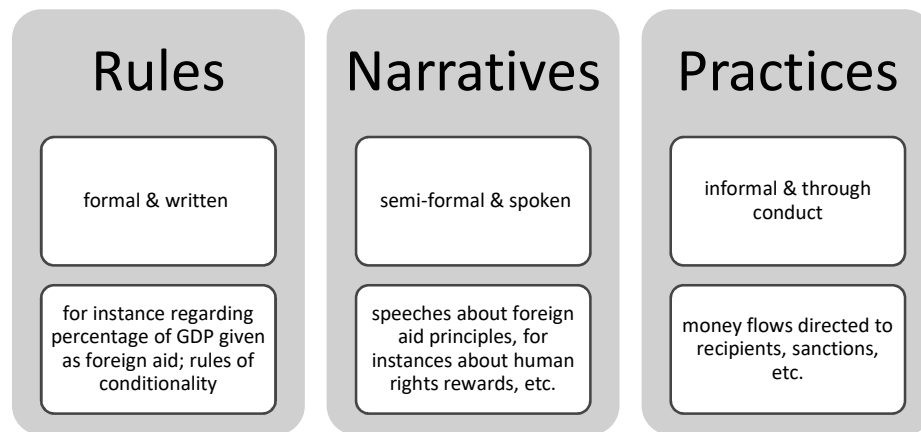 Rules
formal & written
for instance regarding
percentage of GDP given
as foreign aid; rules of
conditionality
Narratives
semi-formal & spoken
speeches about foreign
aid principles, for
instances about human
rights rewards, etc.
Practices
informal & through
conduct
money flows directed to
recipients, sanctions,
etc.